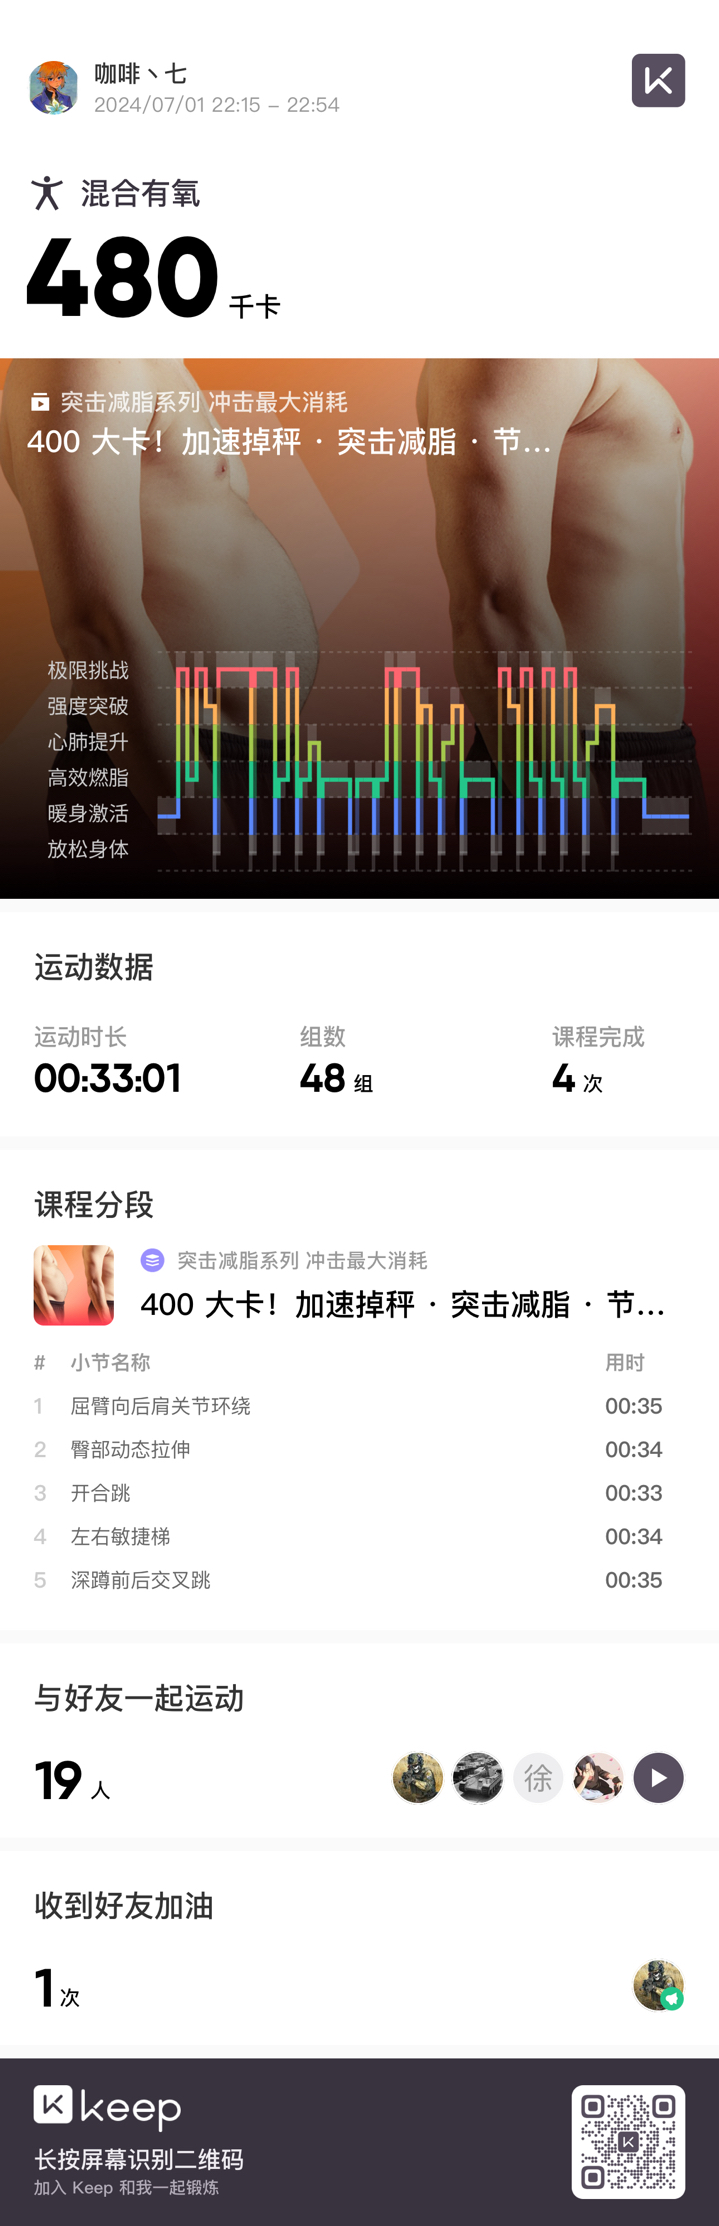 咖啡丶七
2024/07/01 22:15 – 22:54
混合有氧
480 千卡
突击减脂系列 冲击最大消耗
400 大卡！加速掉秤 · 突击减脂 · 节...
极限挑战
强度突破
心肺提升
高效燃脂
暖身激活
放松身体
运动数据
运动时长 组数 课程完成
00:33:01 48 组 4 次
课程分段
突击减脂系列 冲击最大消耗
400 大卡！加速掉秤 · 突击减脂 · 节...
# 小节名称 用时
1 屈臂向后肩关节环绕 00:35
2 臀部动态拉伸 00:34
3 开合跳 00:33
4 左右敏捷梯 00:34
5 深蹲前后交叉跳 00:35
与好友一起运动
19 人 徐
收到好友加油
1 次
keep
长按屏幕识别二维码
加入 Keep 和我一起锻炼